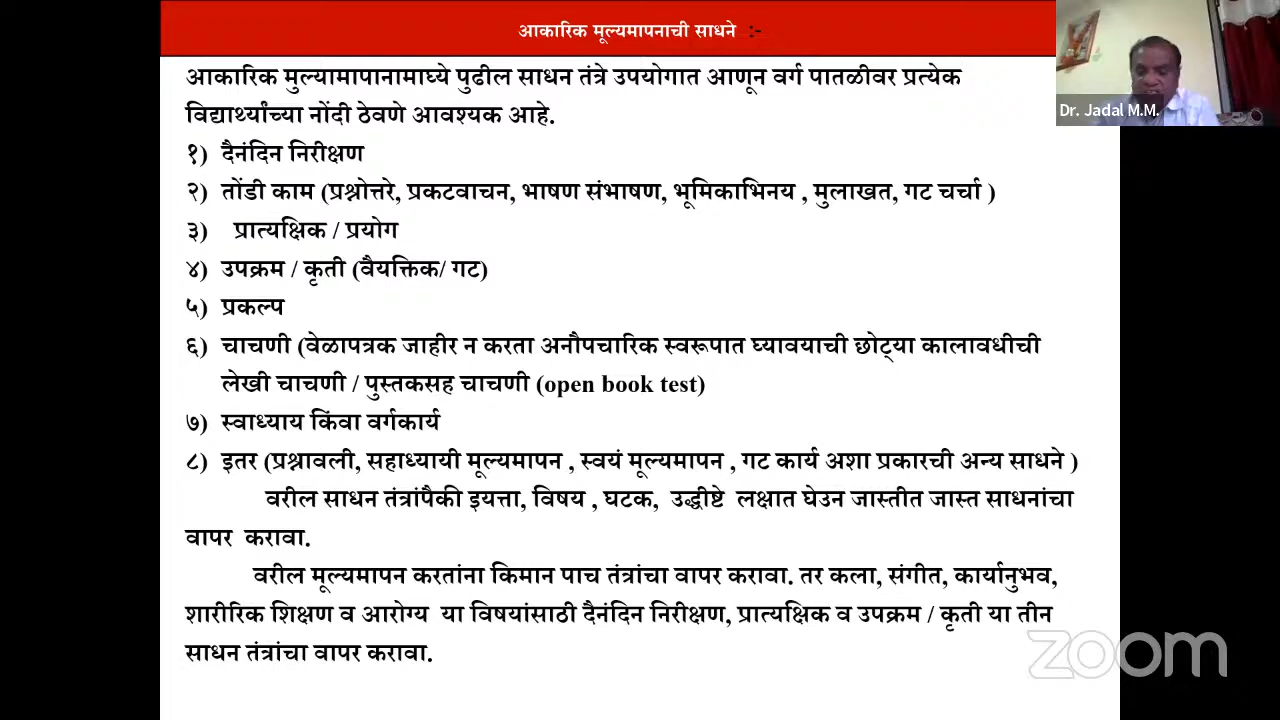 आकारिक मूल्यमापनाची साधने :-
आकारिक मुल्यामापानामाघ्ये पुढील साधन तंत्रे उपयोगात आणून वर्ग पातळीवर प्रत्येक
विद्यार्थ्यांच्या नोंदी ठेवणे आवश्यक आहे.
१) दैनंदिन निरीक्षण
२) तोंडी काम (प्रश्नोत्तरे, प्रकटवाचन, भाषण संभाषण, भूमिकाभिनय , मुलाखत, गट चर्चा )
३) प्रात्यक्षिक / प्रयोग
४) उपक्रम / कृती (वैयक्तिक/ गट)
५) प्रकल्प
६) चाचणी (वेळापत्रक जाहीर न करता अनौपचारिक स्वरूपात घ्यावयाची छोट्या कालावधीची
लेखी चाचणी / पुस्तकसह चाचणी (open book test)
७) स्वाध्याय किंवा वर्गकार्य
८) इतर (प्रश्नावली, सहाध्यायी मूल्यमापन , स्वयं मूल्यमापन , गट कार्य अशा प्रकारची अन्य साधने )
वरील साधन तंत्रांपैकी इयत्ता, विषय , घटक, उद्धीष्टे लक्षात घेउन जास्तीत जास्त साधनांचा
वापर करावा.
वरील मूल्यमापन करतांना किमान पाच तंत्रांचा वापर करावा. तर कला, संगीत, कार्यानुभव,
शारीरिक शिक्षण व आरोग्य या विषयांसाठी दैनंदिन निरीक्षण, प्रात्यक्षिक व उपक्रम / कृती या तीन
साधन तंत्रांचा वापर करावा.
Dr. Jadal M.M.
zoom